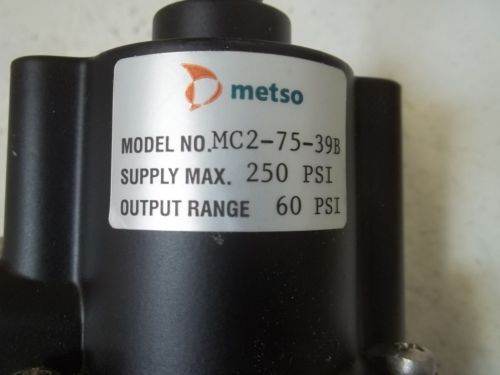 metso
MODEL NO. MC2-75-39B
SUPPLY MAX. 250 PSI
OUTPUT RANGE 60 PSI